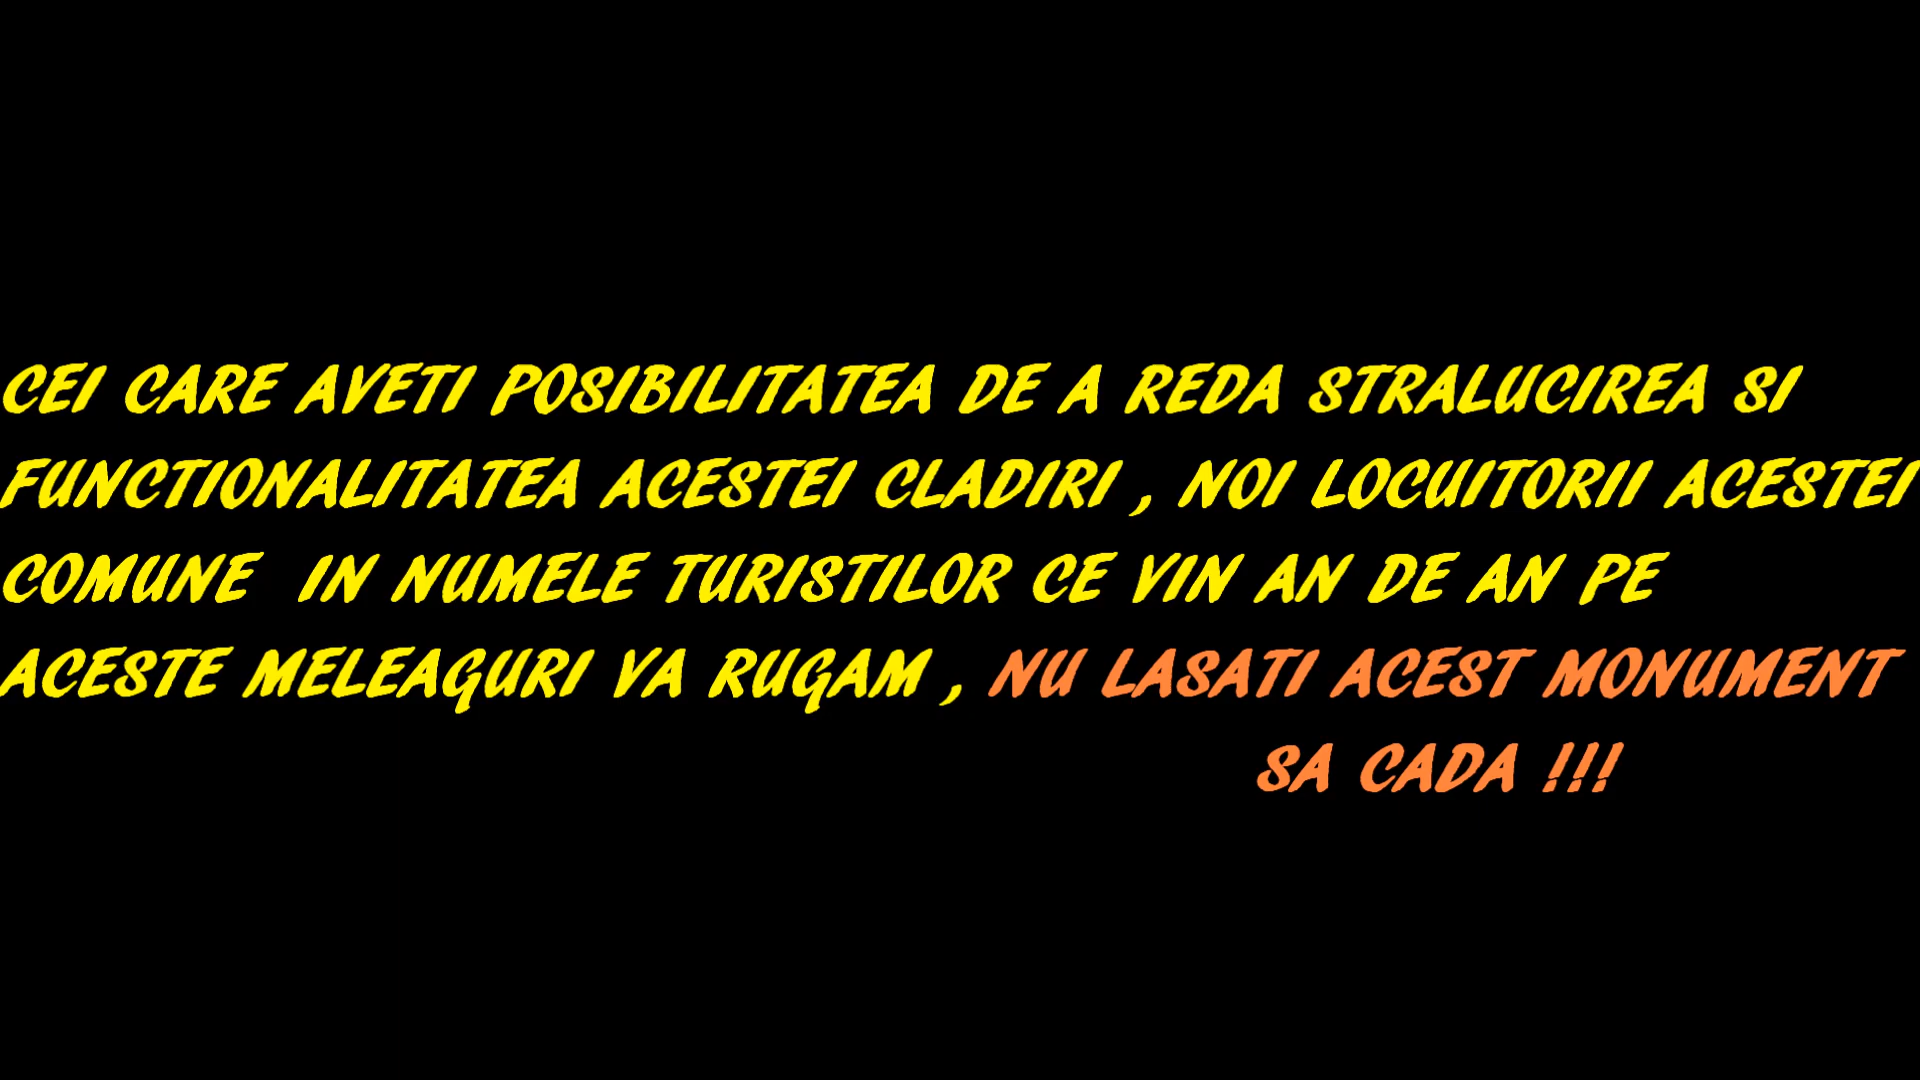 CEI CARE AVETI POSIBILITATEA DE A REDA STRALUCIREA SI
FUNCTIONALITATEA ACESTEI CLADIRI , NOI LOCUITORII ACESTEI
COMUNE  IN NUMELE TURISTILOR CE VIN AN DE AN PE
ACESTE MELEAGURI VA RUGAM , NU LASATI ACEST MONUMENT
SA CADA !!!